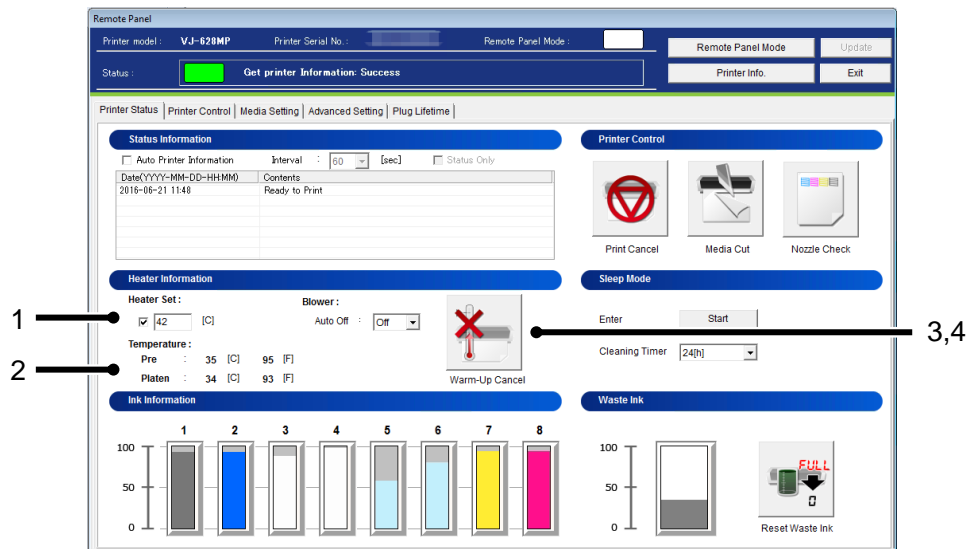 Remote Panel
Printer model : VJ-628MP Printer Serial No. : Remote Panel Mode :
Remote Panel Mode Update
Status : Get printer Information: Success
Printer Info. Exit
Printer Status Printer Control Media Setting Advanced Setting Plug Lifetime
Status Information
Auto Printer Information Interval : 60 [sec] Status Only
Date(YYYY-MM-DD-HH:MM) Contents
2016-06-21 11:48 Ready to Print
Printer Control
Print Cancel Media Cut Nozzle Check
Heater Information
Heater Set :
42 [C]
Blower :
Auto Off : Off
Temperature :
Pre : 35 [C] 95 [F]
Platen : 34 [C] 93 [F]
Warm-Up Cancel
1
2
3,4
Sleep Mode
Enter Start
Cleaning Timer 24[h]
Ink Information
1 2 3 4 5 6 7 8
100
50
0
Waste Ink
100
50
0
FULL
0
Reset Waste Ink